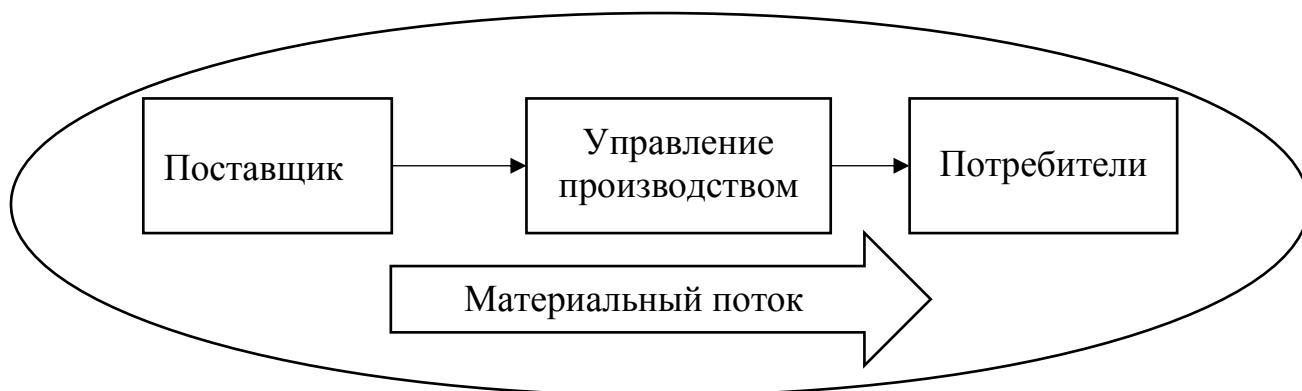 Поставщик
Управление
производством
Потребители
Материальный поток